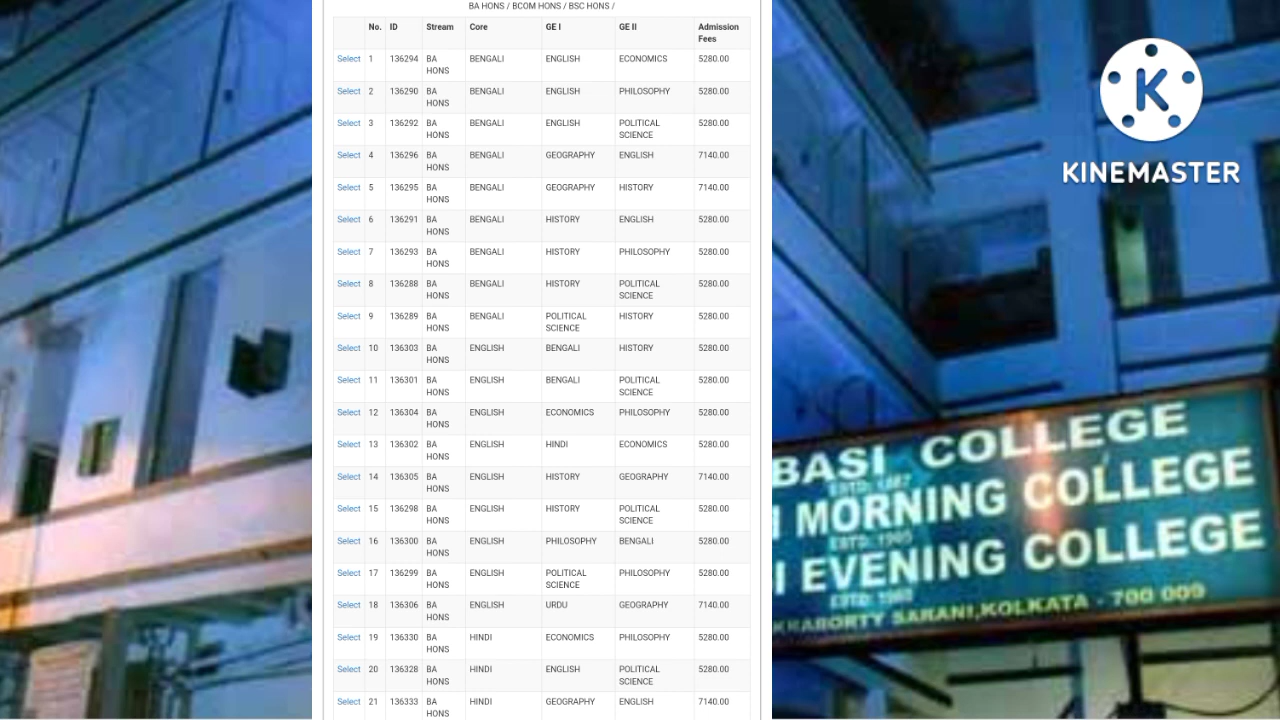 BA HONS / BCOM HONS / BSC HONS /
No. ID Stream Core GE I GE II Admission Fees
Select 1 136294 BA HONS BENGALI ENGLISH ECONOMICS 5280.00
Select 2 136290 BA HONS BENGALI ENGLISH PHILOSOPHY 5280.00
Select 3 136292 BA HONS BENGALI ENGLISH POLITICAL SCIENCE 5280.00
Select 4 136296 BA HONS BENGALI GEOGRAPHY ENGLISH 7140.00
Select 5 136295 BA HONS BENGALI GEOGRAPHY HISTORY 7140.00
Select 6 136291 BA HONS BENGALI HISTORY ENGLISH 5280.00
Select 7 136293 BA HONS BENGALI HISTORY PHILOSOPHY 5280.00
Select 8 136288 BA HONS BENGALI HISTORY POLITICAL SCIENCE 5280.00
Select 9 136289 BA HONS BENGALI POLITICAL SCIENCE HISTORY 5280.00
Select 10 136303 BA HONS ENGLISH BENGALI HISTORY 5280.00
Select 11 136301 BA HONS ENGLISH BENGALI POLITICAL SCIENCE 5280.00
Select 12 136304 BA HONS ENGLISH ECONOMICS PHILOSOPHY 5280.00
Select 13 136302 BA HONS ENGLISH HINDI ECONOMICS 5280.00
Select 14 136305 BA HONS ENGLISH HISTORY GEOGRAPHY 7140.00
Select 15 136298 BA HONS ENGLISH HISTORY POLITICAL SCIENCE 5280.00
Select 16 136300 BA HONS ENGLISH PHILOSOPHY BENGALI 5280.00
Select 17 136299 BA HONS ENGLISH POLITICAL SCIENCE PHILOSOPHY 5280.00
Select 18 136306 BA HONS ENGLISH URDU GEOGRAPHY 7140.00
Select 19 136330 BA HONS HINDI ECONOMICS PHILOSOPHY 5280.00
Select 20 136328 BA HONS HINDI ENGLISH POLITICAL SCIENCE 5280.00
Select 21 136333 BA HONS HINDI GEOGRAPHY ENGLISH 7140.00
K
KINEMASTER
BASI COLLEGE
I MORNING COLLEGE
I EVENING COLLEGE
SARANI, KOLKATA - 700 009